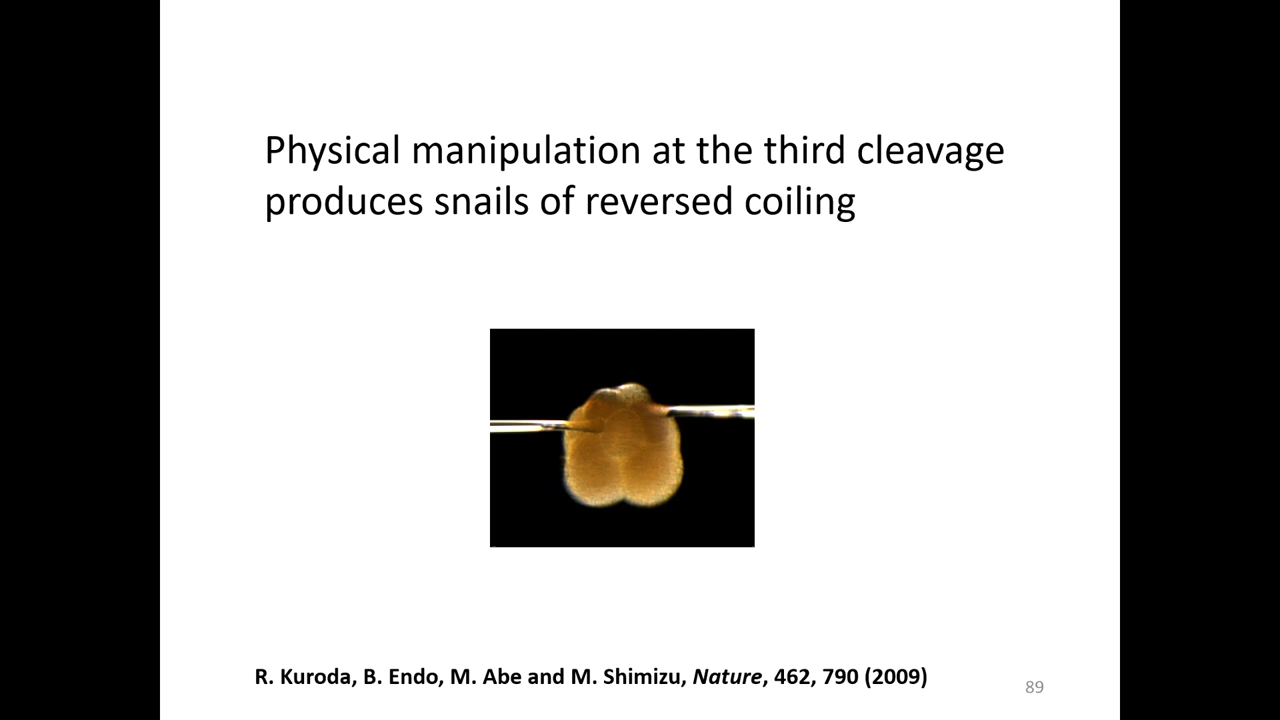 Physical manipulation at the third cleavage
produces snails of reversed coiling
R. Kuroda, B. Endo, M. Abe and M. Shimizu, Nature, 462, 790 (2009)
89